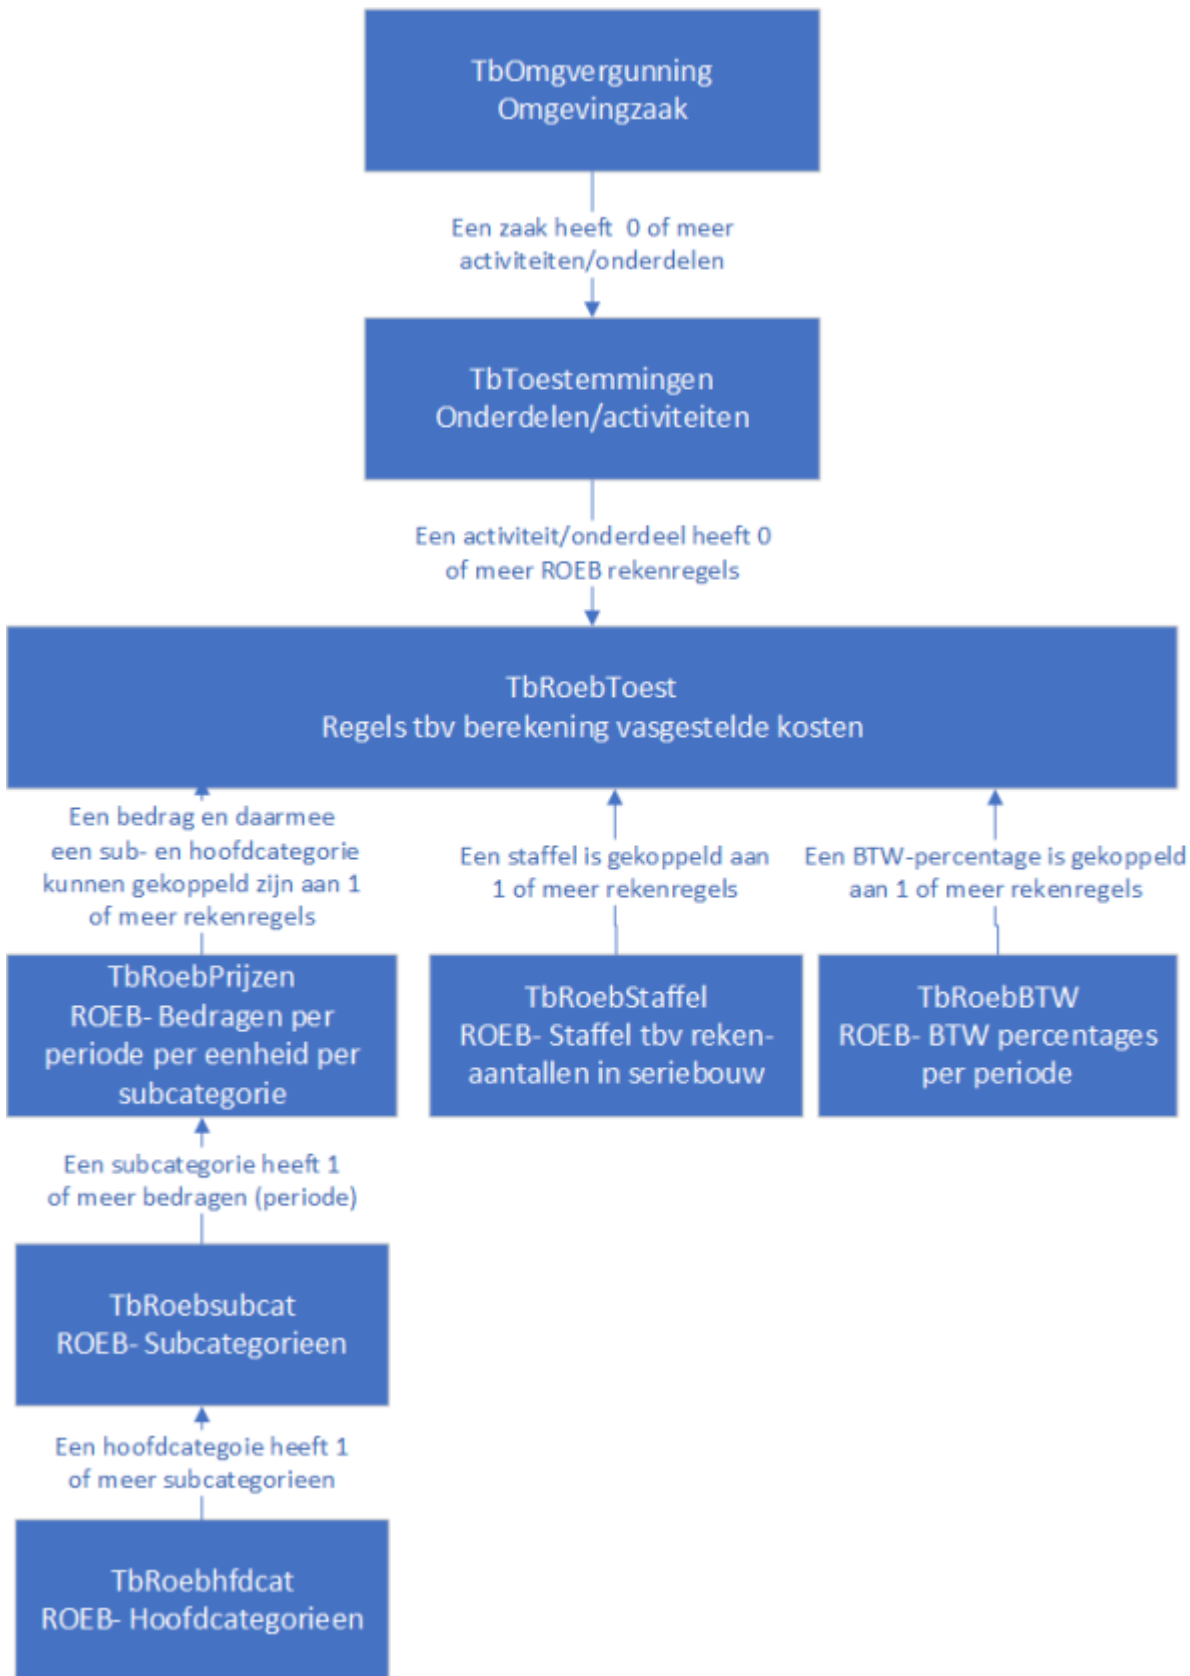 TbOmgvergunning
Omgevingzaak
Een zaak heeft 0 of meer
activiteiten/onderdelen
TbToestemmingen
Onderdelen/activiteiten
Een activiteit/onderdeel heeft 0
of meer ROEB rekenregels
TbRoebToest
Regels tbv berekening vasgestelde kosten
Een bedrag en daarmee
een sub- en hoofdcategorie
kunnen gekoppeld zijn aan 1
of meer rekenregels
Een staffel is gekoppeld aan
1 of meer rekenregels
Een BTW-percentage is gekoppeld
aan 1 of meer rekenregels
TbRoebPrijzen
ROEB- Bedragen per
periode per eenheid per
subcategorie
TbRoebStaffel
ROEB- Staffel tbv reken-
aantallen in seriebouw
TbRoebBTW
ROEB- BTW percentages
per periode
Een subcategorie heeft 1
of meer bedragen (periode)
TbRoebsubcat
ROEB- Subcategorieen
Een hoofdcategoie heeft 1
of meer subcategorieen
TbRoebhfdcat
ROEB- Hoofdcategorieen